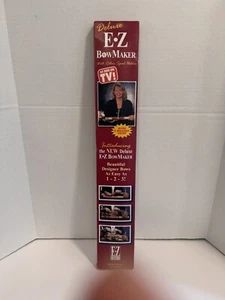 Deluxe
E·Z
BOWMAKER
TV!
Introducing
the NEW Deluxe
E·Z BOWMAKER
Beautiful
Designer Bows
As Easy As
1 - 2 - 3!
E·Z